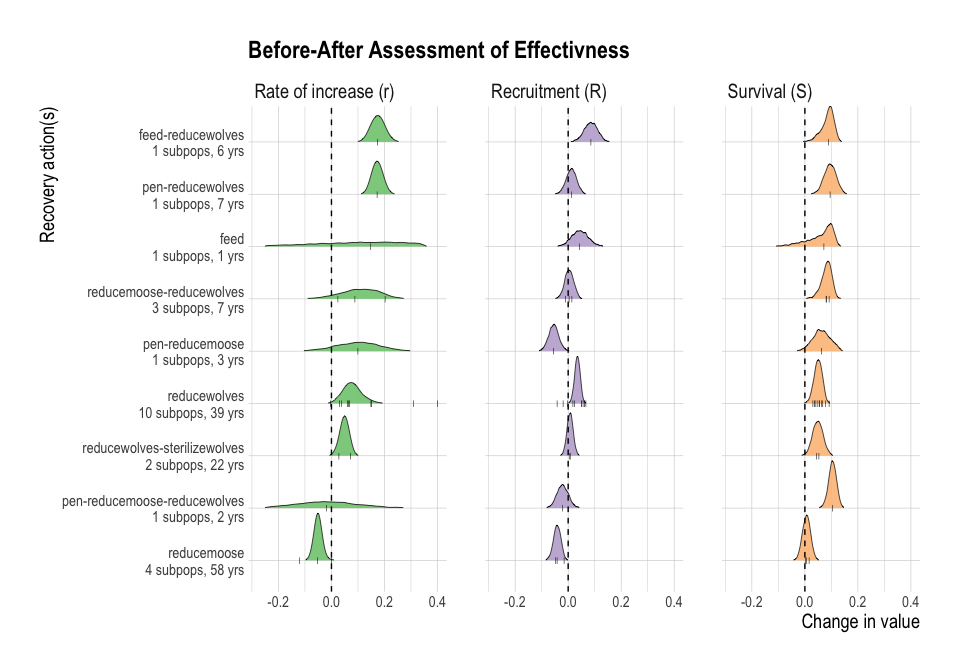 Before-After Assessment of Effectivness
Rate of increase (r)
Recruitment (R)
Survival (S)
Recovery action(s)
feed-reducewolves
1 subpops, 6 yrs
pen-reducewolves
1 subpops, 7 yrs
feed
1 subpops, 1 yrs
reducemoose-reducewolves
3 subpops, 7 yrs
pen-reducemoose
1 subpops, 3 yrs
reducewolves
10 subpops, 39 yrs
reducewolves-sterilizewolves
2 subpops, 22 yrs
pen-reducemoose-reducewolves
1 subpops, 2 yrs
reducemoose
4 subpops, 58 yrs
-0.2 0.0 0.2 0.4
-0.2 0.0 0.2 0.4
-0.2 0.0 0.2 0.4
Change in value